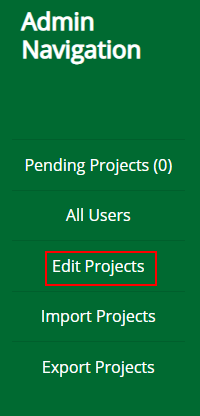 Admin
Navigation
Pending Projects (0)
All Users
Edit Projects
Import Projects
Export Projects